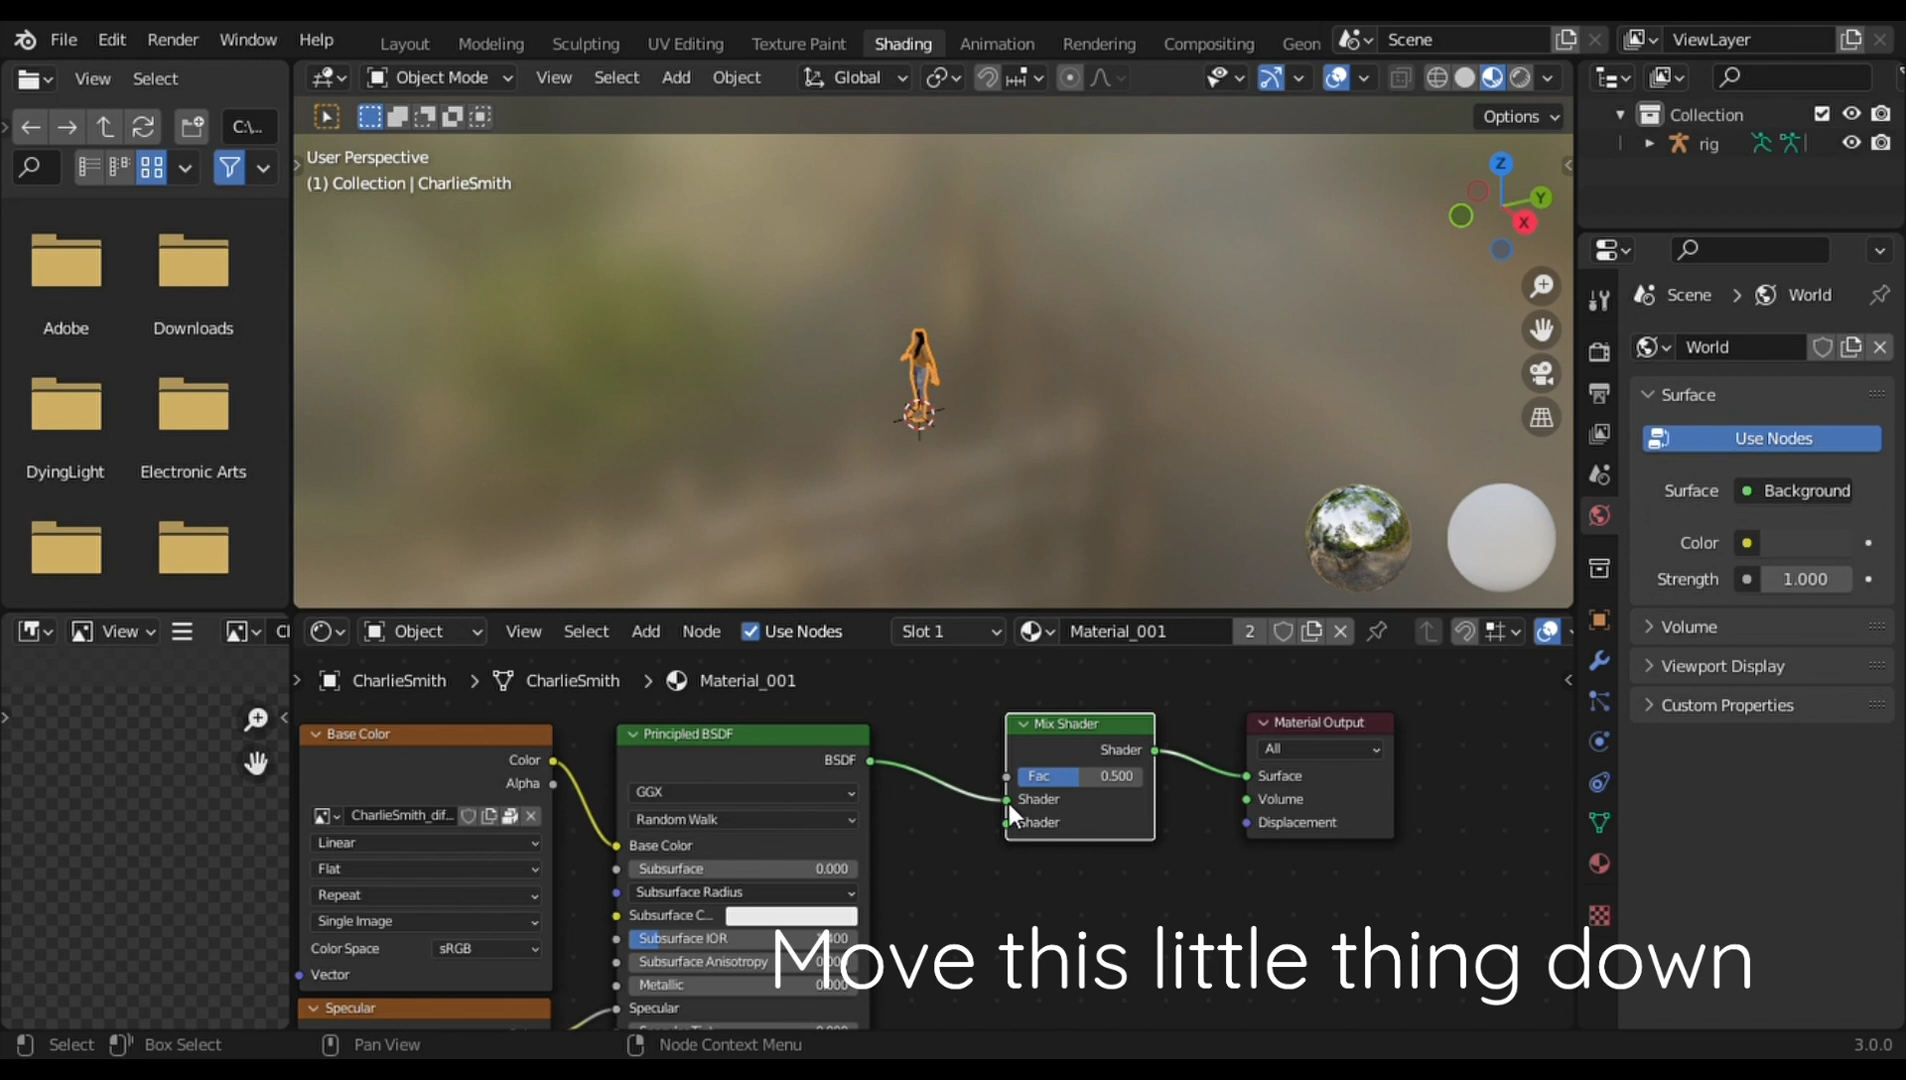 File Edit Render Window Help Layout Modeling Sculpting UV Editing Texture Paint Shading Animation Rendering Compositing Geon Scene ViewLayer
View Select Object Mode View Select Add Object Global
C:\... Options
Collection
rig
User Perspective
(1) Collection | CharlieSmith
Z
Y
X
Adobe Downloads
DyingLight Electronic Arts
Scene > World
World
Surface
Use Nodes
Surface Background
Color
Strength 1.000
Volume
Viewport Display
Custom Properties
View Object View Select Add Node Use Nodes Slot 1 Material_001 2
CharlieSmith > CharlieSmith > Material_001
Base Color
Color
Alpha
CharlieSmith_dif...
Linear
Flat
Repeat
Single Image
Color Space sRGB
Vector
Specular
Principled BSDF
BSDF
GGX
Random Walk
Base Color
Subsurface 0.000
Subsurface Radius
Subsurface C...
Subsurface IOR
Subsurface Anisotropy
Metallic
Specular
Mix Shader
Shader
Fac 0.500
Shader
Shader
Material Output
All
Surface
Volume
Displacement
Move this little thing down
Select Box Select Pan View Node Context Menu 3.0.0